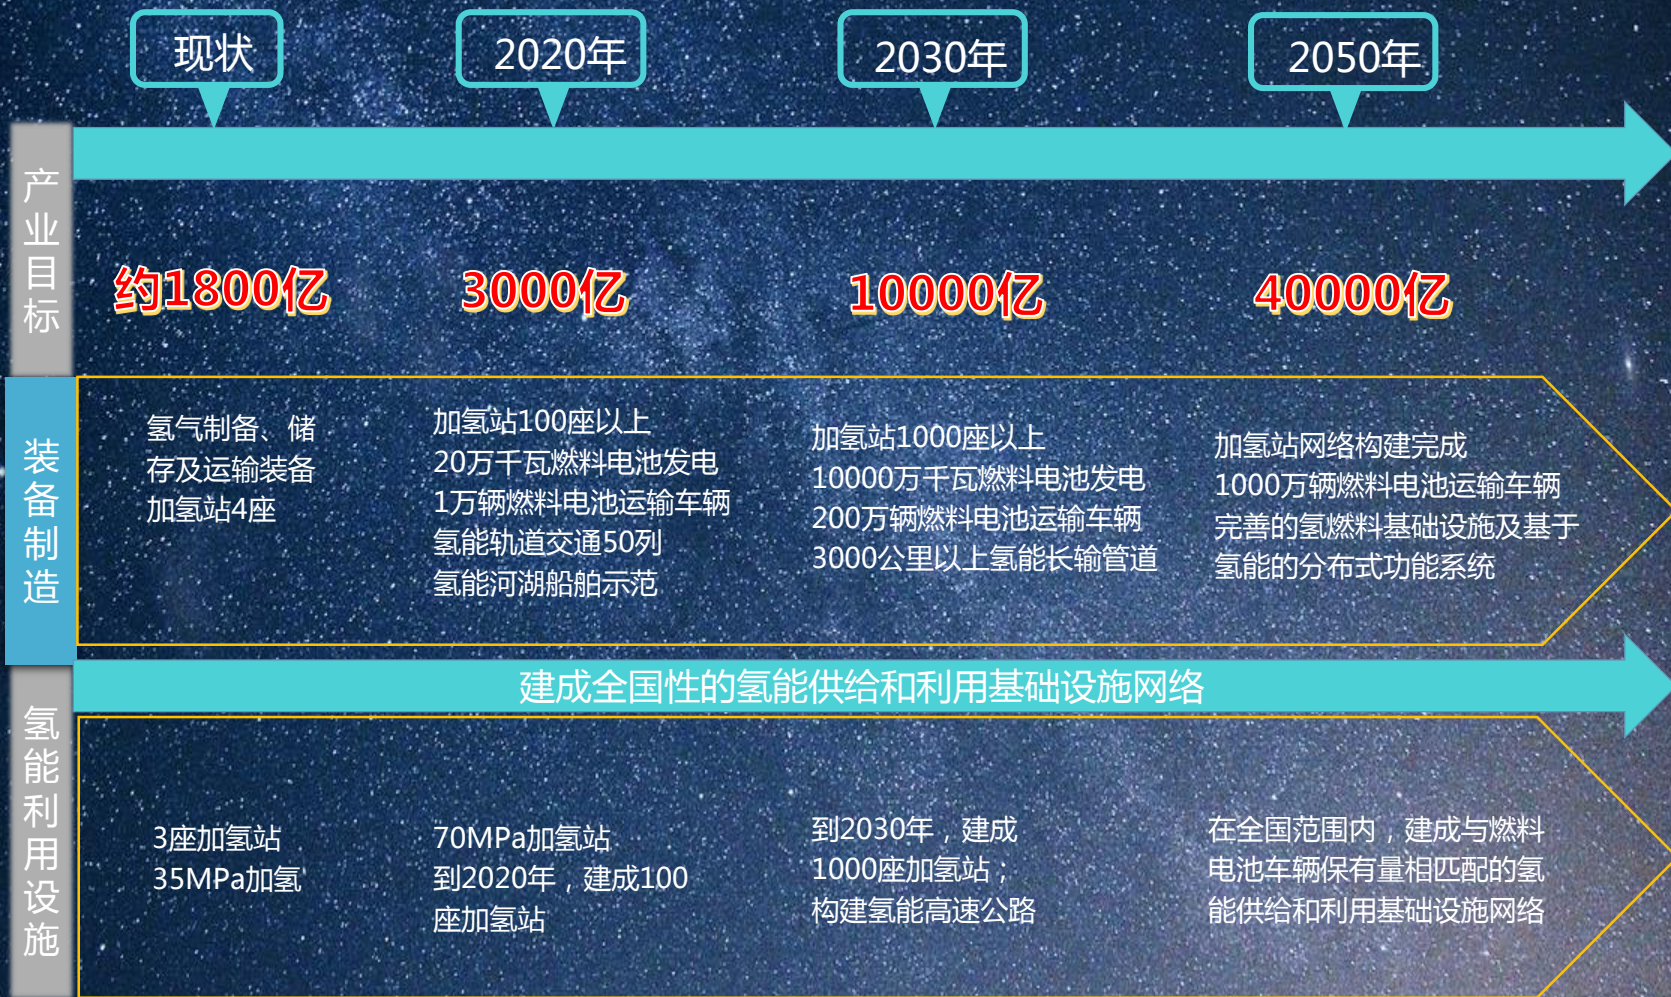 现状
2020年
2030年
2050年
产业目标
约1800亿
3000亿
10000亿
40000亿
装备制造
氢气制备、储
存及运输装备
加氢站4座
加氢站100座以上
20万千瓦燃料电池发电
1万辆燃料电池运输车辆
氢能轨道交通50列
氢能河湖船舶示范
加氢站1000座以上
10000万千瓦燃料电池发电
200万辆燃料电池运输车辆
3000公里以上氢能长输管道
加氢站网络构建完成
1000万辆燃料电池运输车辆
完善的氢燃料基础设施及基于
氢能的分布式功能系统
建成全国性的氢能供给和利用基础设施网络
氢能利用设施
3座加氢站
35MPa加氢
70MPa加氢站
到2020年，建成100
座加氢站
到2030年，建成
1000座加氢站；
构建氢能高速公路
在全国范围内，建成与燃料
电池车辆保有量相匹配的氢
能供给和利用基础设施网络